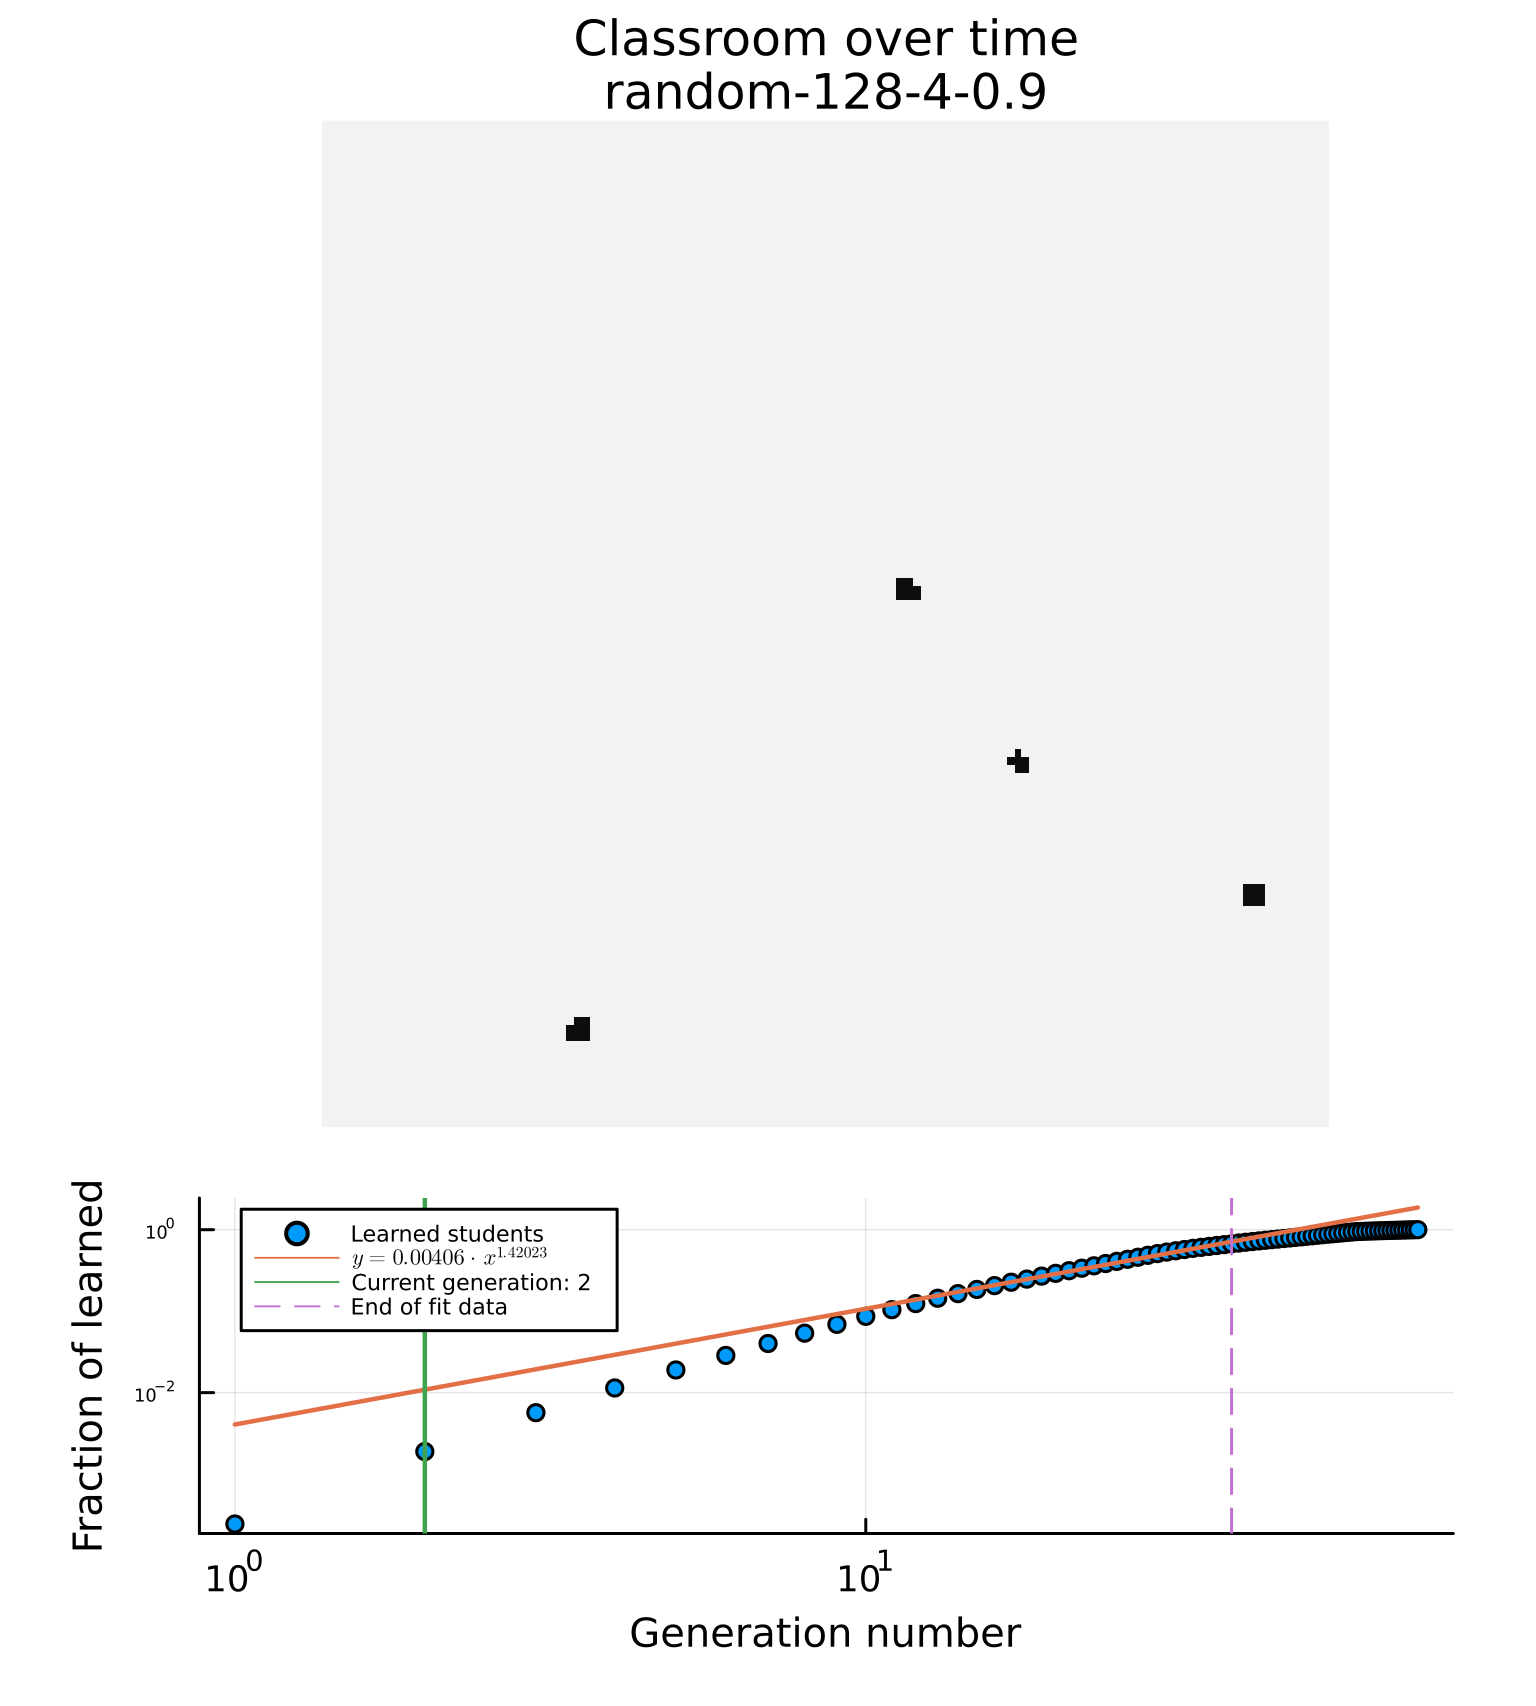 Classroom over time
random-128-4-0.9
Fraction of learned
10^0
10^−2
Learned students
y = 0.00406 · x^1.42023
Current generation: 2
End of fit data
10^0
10^1
Generation number